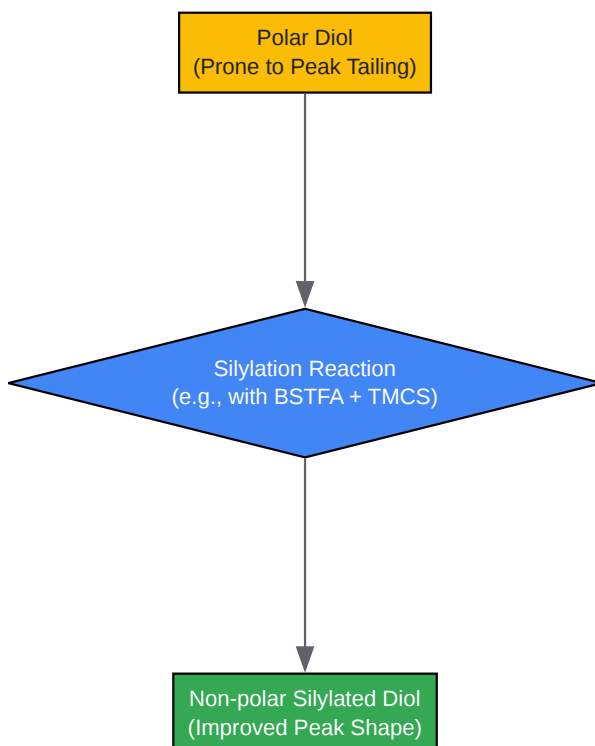 Polar Diol
(Prone to Peak Tailing)
Silylation Reaction
(e.g., with BSTFA + TMCS)
Non-polar Silylated Diol
(Improved Peak Shape)